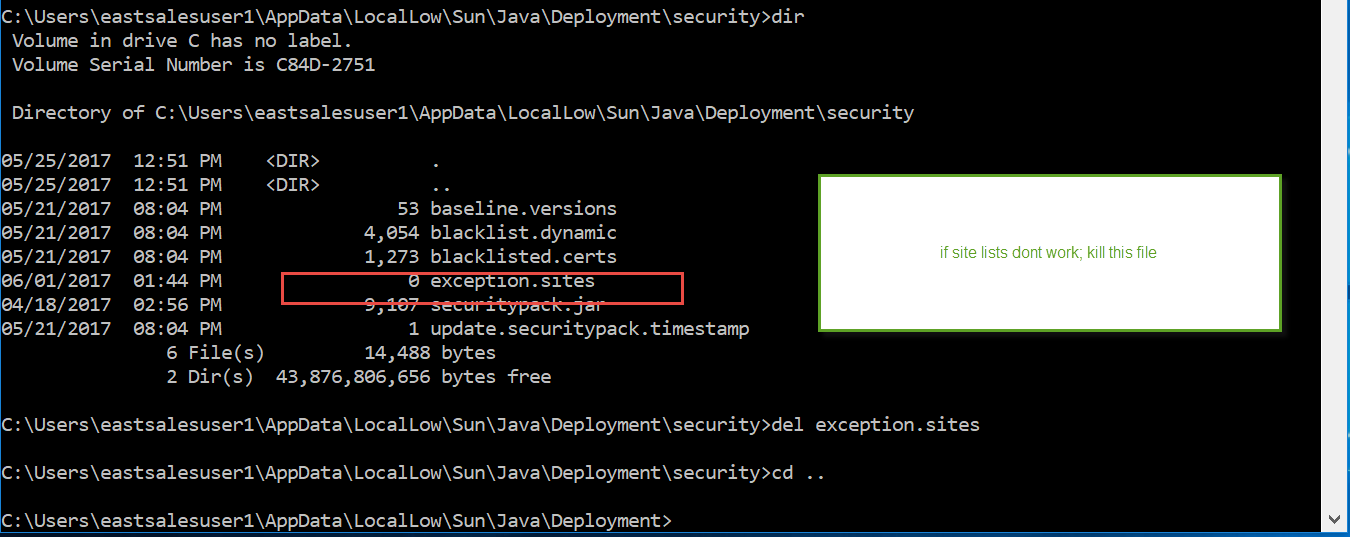 C:\Users\eastsalesuser1\AppData\LocalLow\Sun\Java\Deployment\security>dir
 Volume in drive C has no label.
 Volume Serial Number is C84D-2751

 Directory of C:\Users\eastsalesuser1\AppData\LocalLow\Sun\Java\Deployment\security

05/25/2017  12:51 PM    <DIR>          .
05/25/2017  12:51 PM    <DIR>          ..
05/21/2017  08:04 PM                53 baseline.versions
05/21/2017  08:04 PM             4,054 blacklist.dynamic
05/21/2017  08:04 PM             1,273 blacklisted.certs
06/01/2017  01:44 PM                 0 exception.sites
04/18/2017  02:56 PM             9,107 securitypack.jar
05/21/2017  08:04 PM                 1 update.securitypack.timestamp
               6 File(s)         14,488 bytes
               2 Dir(s)  43,876,806,656 bytes free

C:\Users\eastsalesuser1\AppData\LocalLow\Sun\Java\Deployment\security>del exception.sites

C:\Users\eastsalesuser1\AppData\LocalLow\Sun\Java\Deployment\security>cd ..

C:\Users\eastsalesuser1\AppData\LocalLow\Sun\Java\Deployment>
if site lists dont work; kill this file